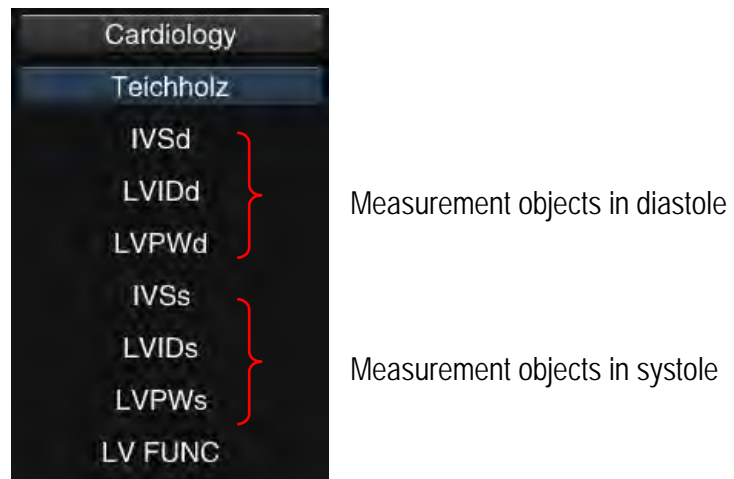 Cardiology
Teichholz
IVSd
LVIDd
LVPWd
Measurement objects in diastole
IVSs
LVIDs
LVPWs
Measurement objects in systole
LV FUNC